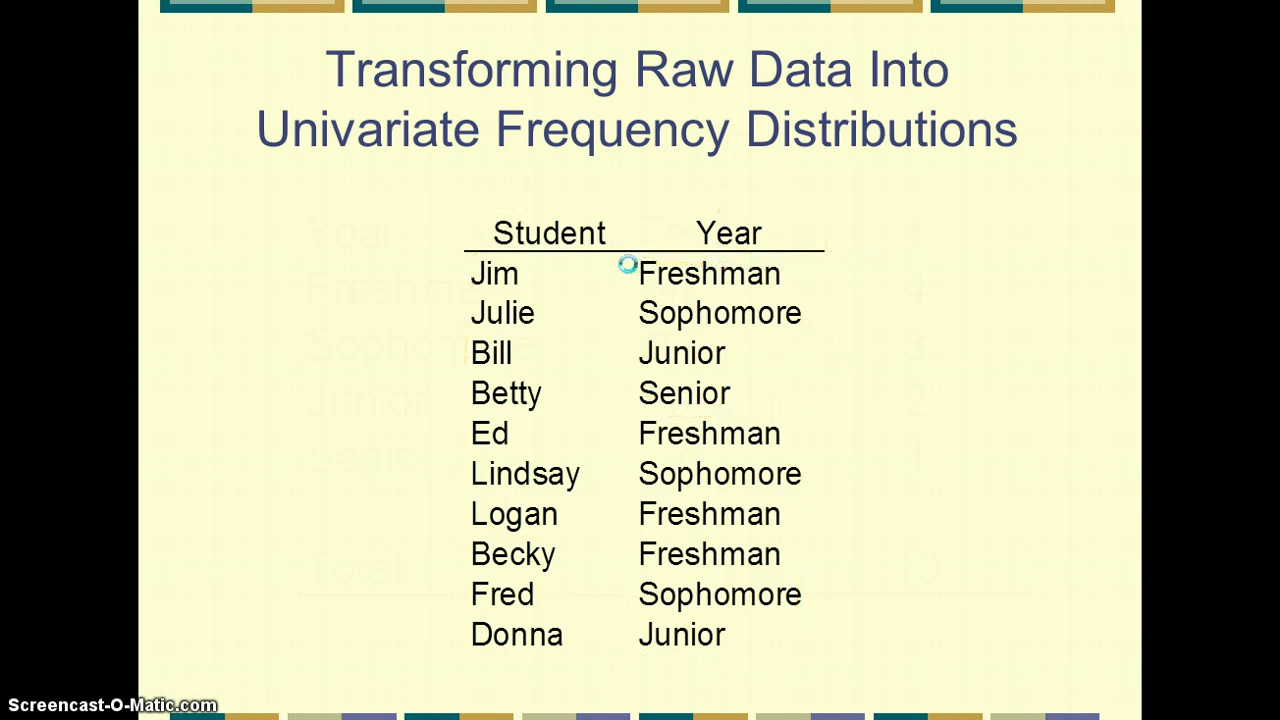 Transforming Raw Data Into
Univariate Frequency Distributions
Student Year
Jim Freshman
Julie Sophomore
Bill Junior
Betty Senior
Ed Freshman
Lindsay Sophomore
Logan Freshman
Becky Freshman
Fred Sophomore
Donna Junior
Screencast-O-Matic.com